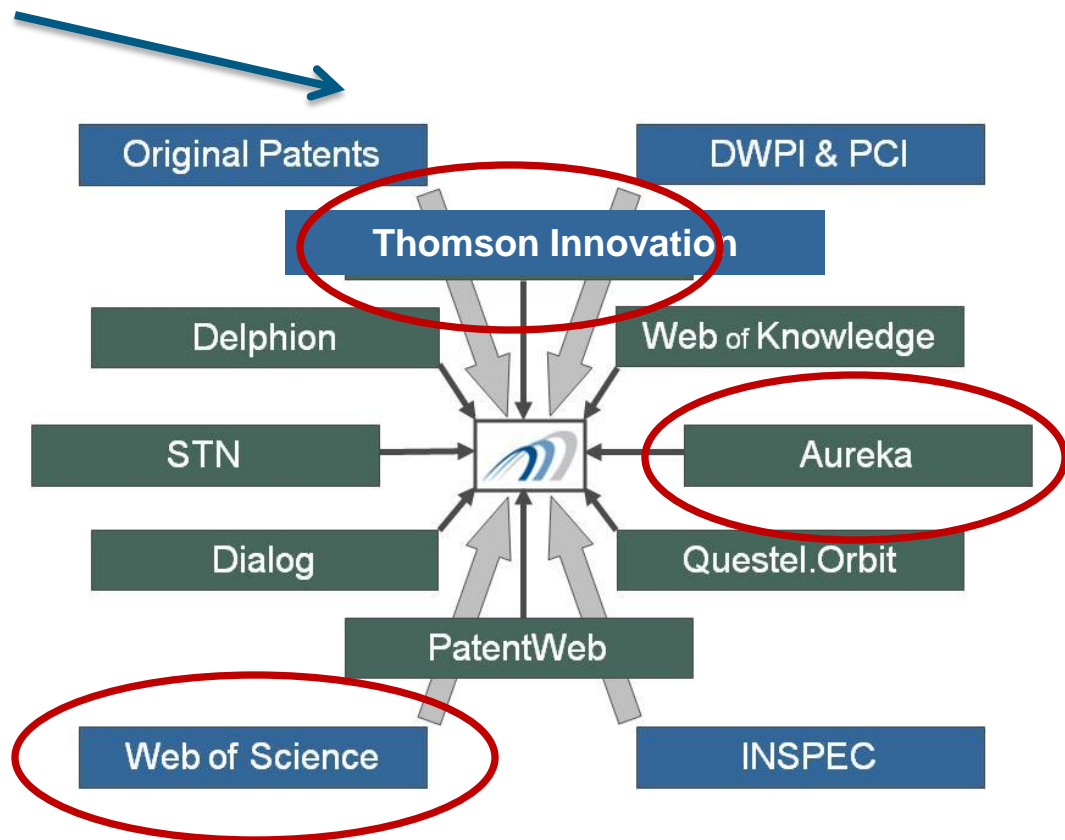 Original Patents
DWPI & PCI
Thomson Innovation
Delphion
Web of Knowledge
STN
Aureka
Dialog
Questel.Orbit
PatentWeb
Web of Science
INSPEC